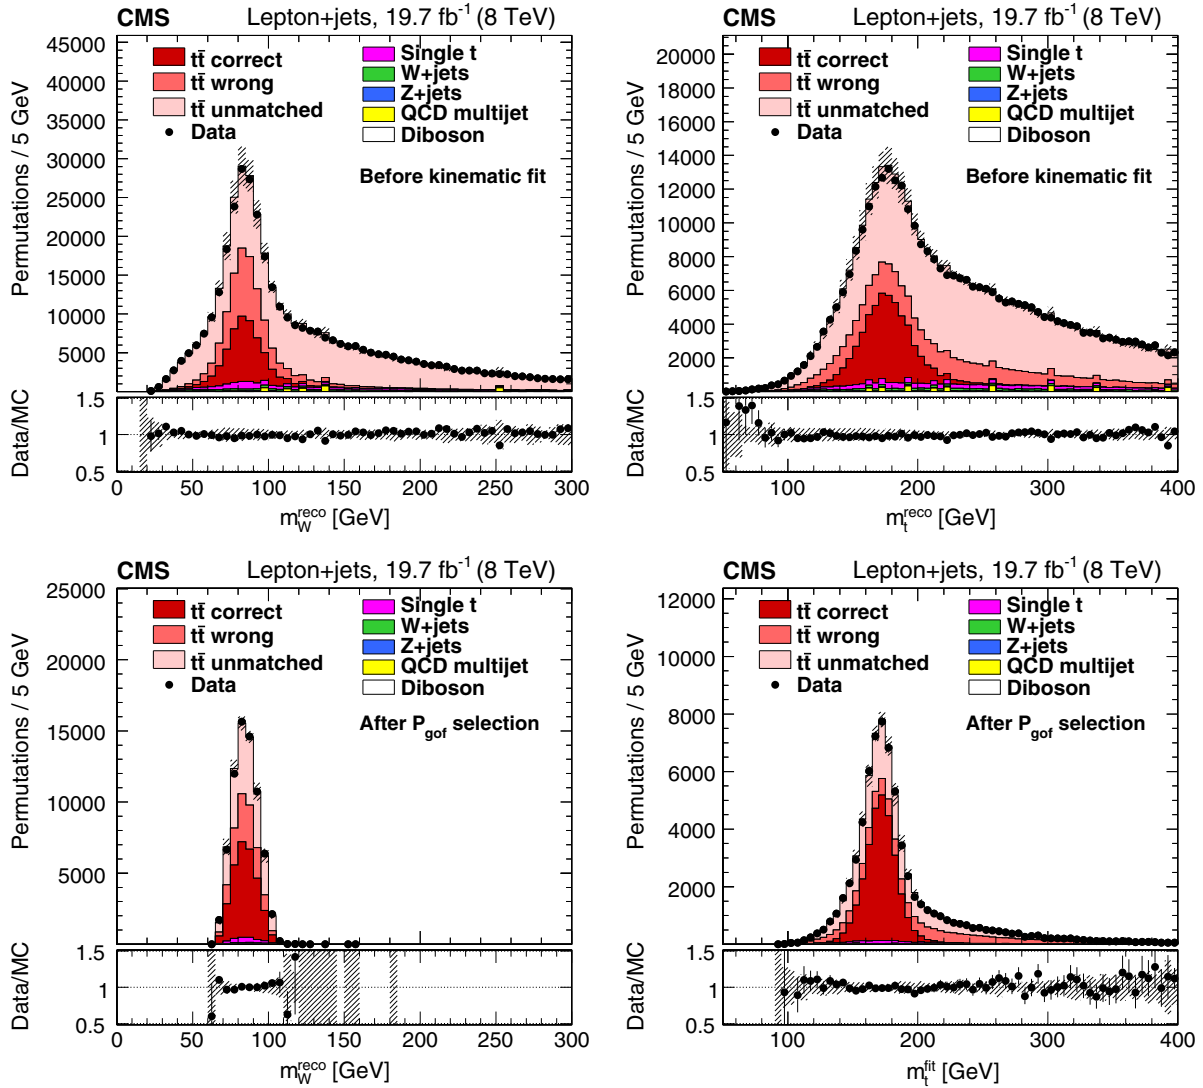 CMS Lepton+jets, 19.7 fb⁻¹ (8 TeV)
Permutations / 5 GeV
45000
40000
35000
30000
25000
20000
15000
10000
5000
tt̄ correct
tt̄ wrong
tt̄ unmatched
Data
Single t
W+jets
Z+jets
QCD multijet
Diboson
Before kinematic fit
Data/MC
1.5
1
0.5
0 50 100 150 200 250 300
m_W^reco [GeV]
CMS Lepton+jets, 19.7 fb⁻¹ (8 TeV)
Permutations / 5 GeV
20000
18000
16000
14000
12000
10000
8000
6000
4000
2000
tt̄ correct
tt̄ wrong
tt̄ unmatched
Data
Single t
W+jets
Z+jets
QCD multijet
Diboson
Before kinematic fit
Data/MC
1.5
1
0.5
100 200 300 400
m_t^reco [GeV]
CMS Lepton+jets, 19.7 fb⁻¹ (8 TeV)
Permutations / 5 GeV
25000
20000
15000
10000
5000
tt̄ correct
tt̄ wrong
tt̄ unmatched
Data
Single t
W+jets
Z+jets
QCD multijet
Diboson
After P_gof selection
Data/MC
1.5
1
0.5
0 50 100 150 200 250 300
m_W^reco [GeV]
CMS Lepton+jets, 19.7 fb⁻¹ (8 TeV)
Permutations / 5 GeV
12000
10000
8000
6000
4000
2000
tt̄ correct
tt̄ wrong
tt̄ unmatched
Data
Single t
W+jets
Z+jets
QCD multijet
Diboson
After P_gof selection
Data/MC
1.5
1
0.5
100 200 300 400
m_t^fit [GeV]